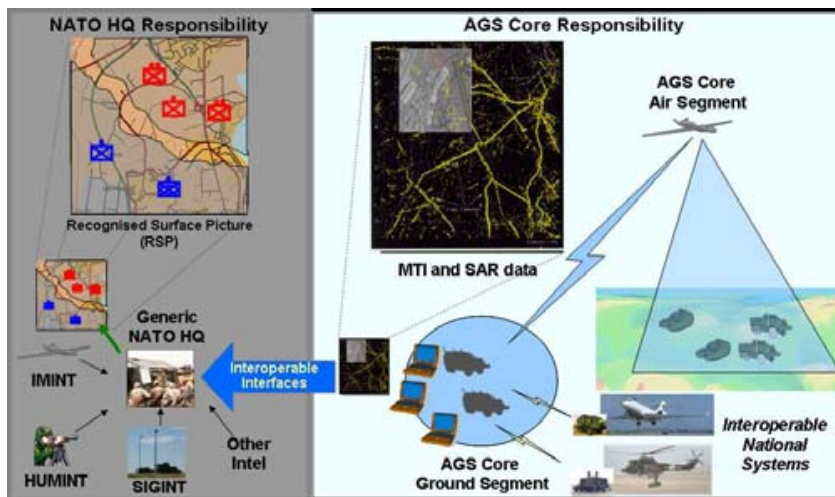 NATO HQ Responsibility
Recognised Surface Picture
(RSP)
Generic
NATO HQ
IMINT
HUMINT
SIGINT
Other
Intel
AGS Core Responsibility
AGS Core
Air Segment
MTI and SAR data
Interoperable
Interfaces
AGS Core
Ground Segment
Interoperable
National
Systems